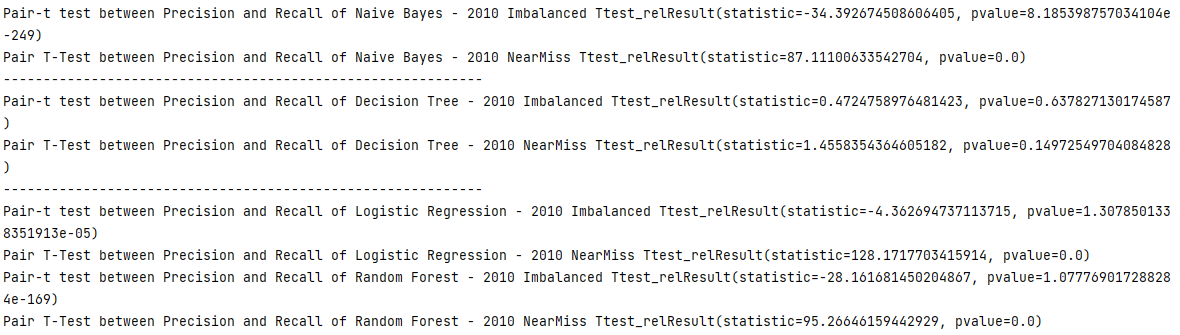 Pair-t test between Precision and Recall of Naive Bayes - 2010 Imbalanced Ttest_relResult(statistic=-34.392674508606405, pvalue=8.185398757034104e
-249)
Pair T-Test between Precision and Recall of Naive Bayes - 2010 NearMiss Ttest_relResult(statistic=87.11100633542704, pvalue=0.0)
------------------------------------------------------------
Pair-t test between Precision and Recall of Decision Tree - 2010 Imbalanced Ttest_relResult(statistic=0.4724758976481423, pvalue=0.637827130174587
)
Pair T-Test between Precision and Recall of Decision Tree - 2010 NearMiss Ttest_relResult(statistic=1.4558354364605182, pvalue=0.14972549704084828
)
------------------------------------------------------------
Pair-t test between Precision and Recall of Logistic Regression - 2010 Imbalanced Ttest_relResult(statistic=-4.362694737113715, pvalue=1.307850133
8351913e-05)
Pair T-Test between Precision and Recall of Logistic Regression - 2010 NearMiss Ttest_relResult(statistic=128.1717703415914, pvalue=0.0)
Pair-t test between Precision and Recall of Random Forest - 2010 Imbalanced Ttest_relResult(statistic=-28.161681450204867, pvalue=1.07776901728828
4e-169)
Pair T-Test between Precision and Recall of Random Forest - 2010 NearMiss Ttest_relResult(statistic=95.26646159442929, pvalue=0.0)